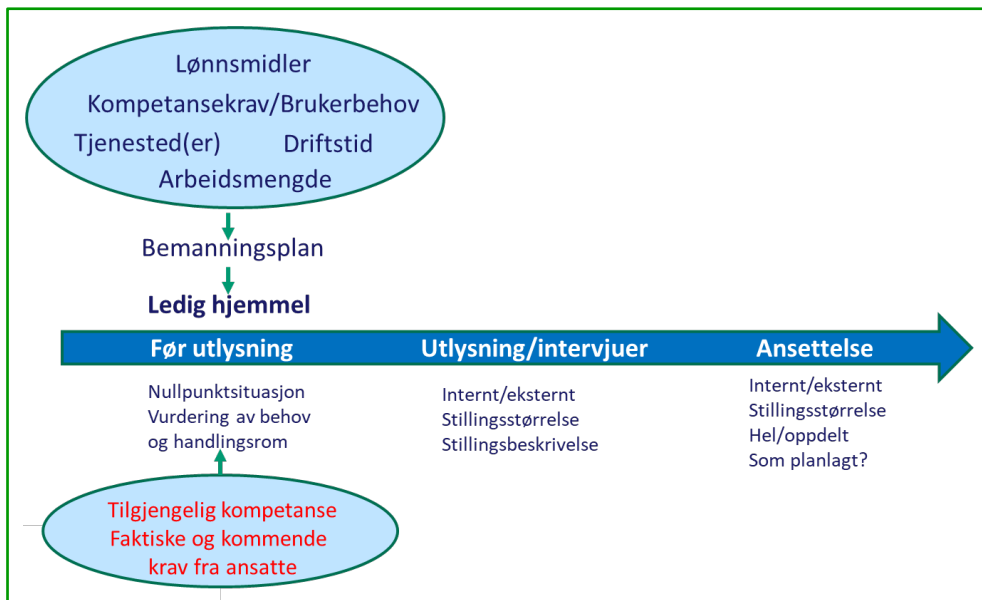 Lønnsmidler
Kompetansekrav/Brukerbehov
Tjenested(er) Driftstid
Arbeidsmengde
Bemanningsplan
Ledig hjemmel
Før utlysning
Nullpunktsituasjon
Vurdering av behov
og handlingsrom
Tilgjengelig kompetanse
Faktiske og kommende
krav fra ansatte
Utlysning/intervjuer
Internt/eksternt
Stillingsstørrelse
Stillingsbeskrivelse
Ansettelse
Internt/eksternt
Stillingsstørrelse
Hel/oppdelt
Som planlagt?